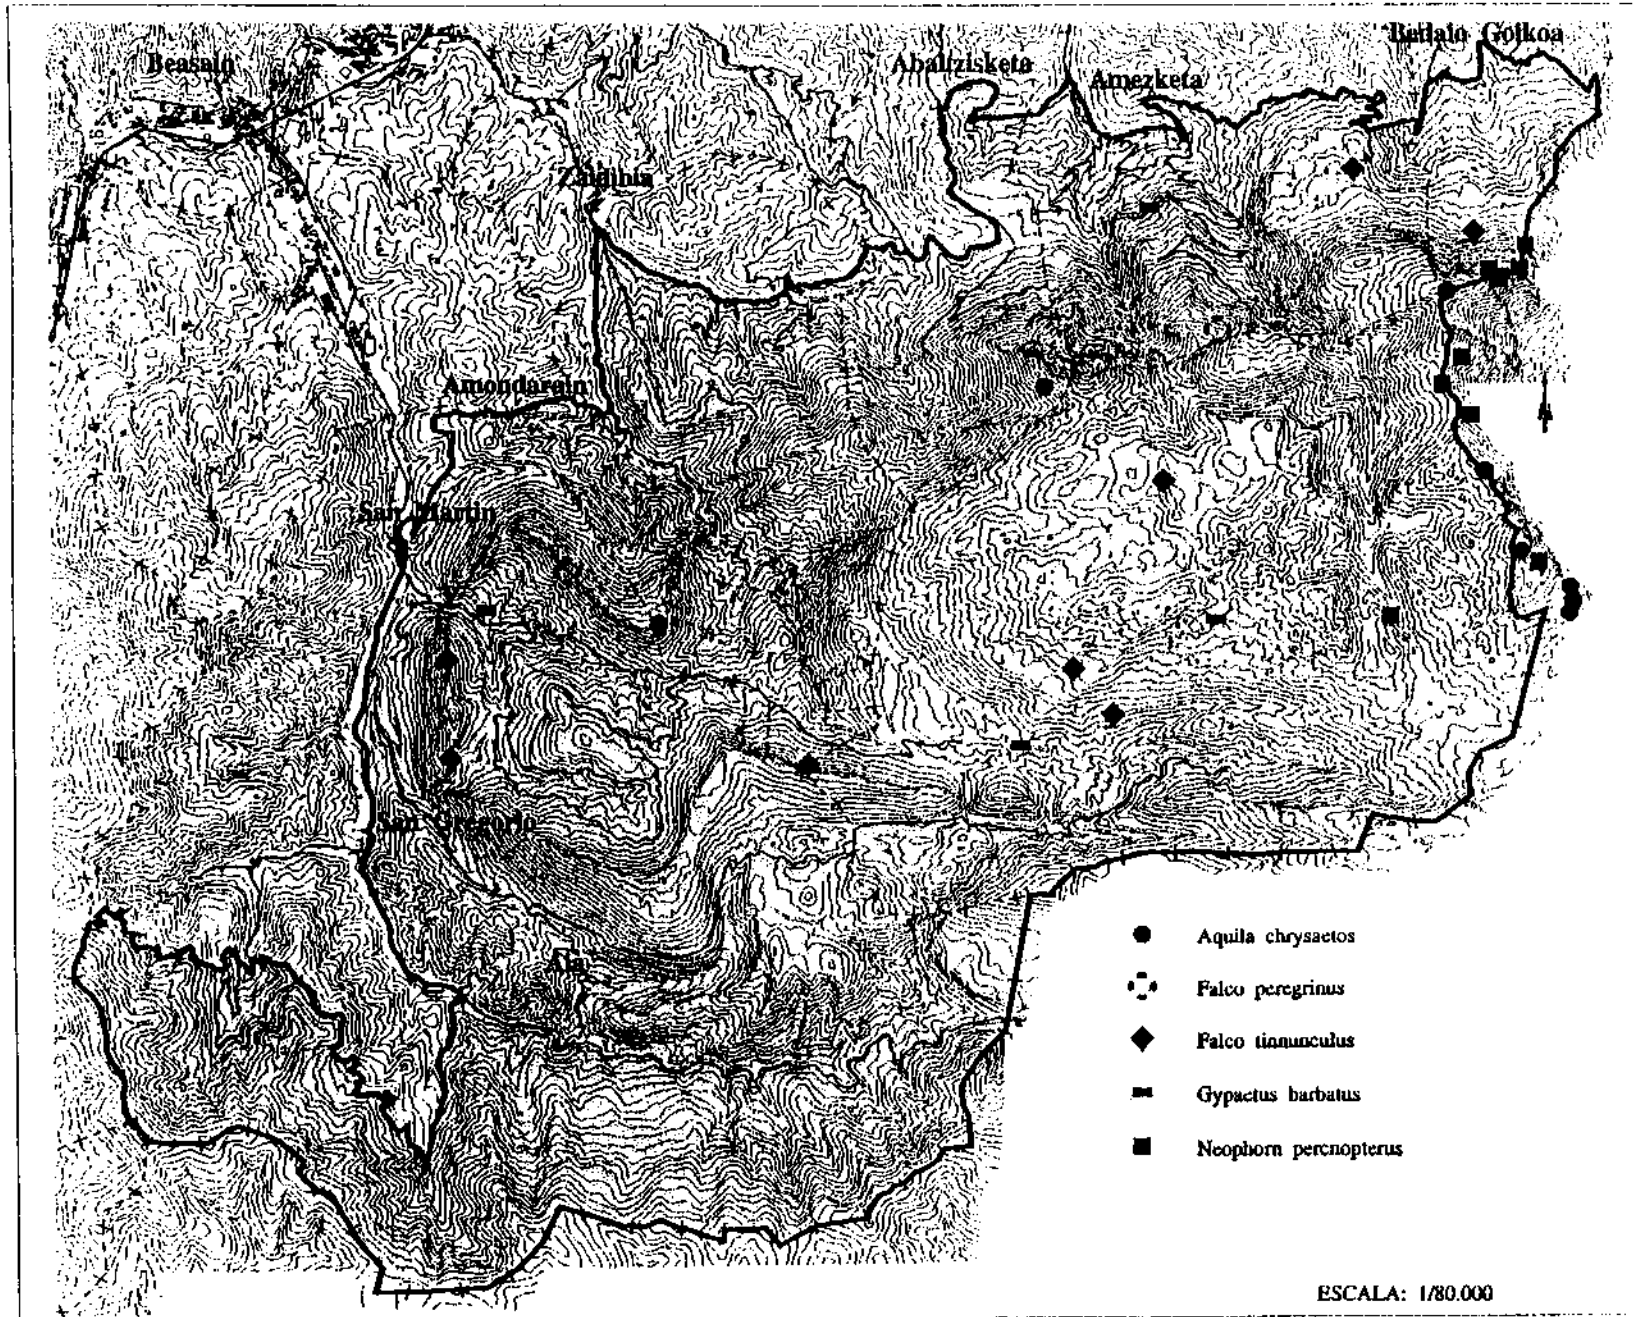 Beasain
Abaltzisketa
Amezketa
Zaldibia
Amondarain
San Martin
San Gregorio
Aquila chrysaetos
Falco peregrinus
Falco tinnunculus
Gypaetus barbatus
Neophorn percnopterus
ESCALA: 1/80.000